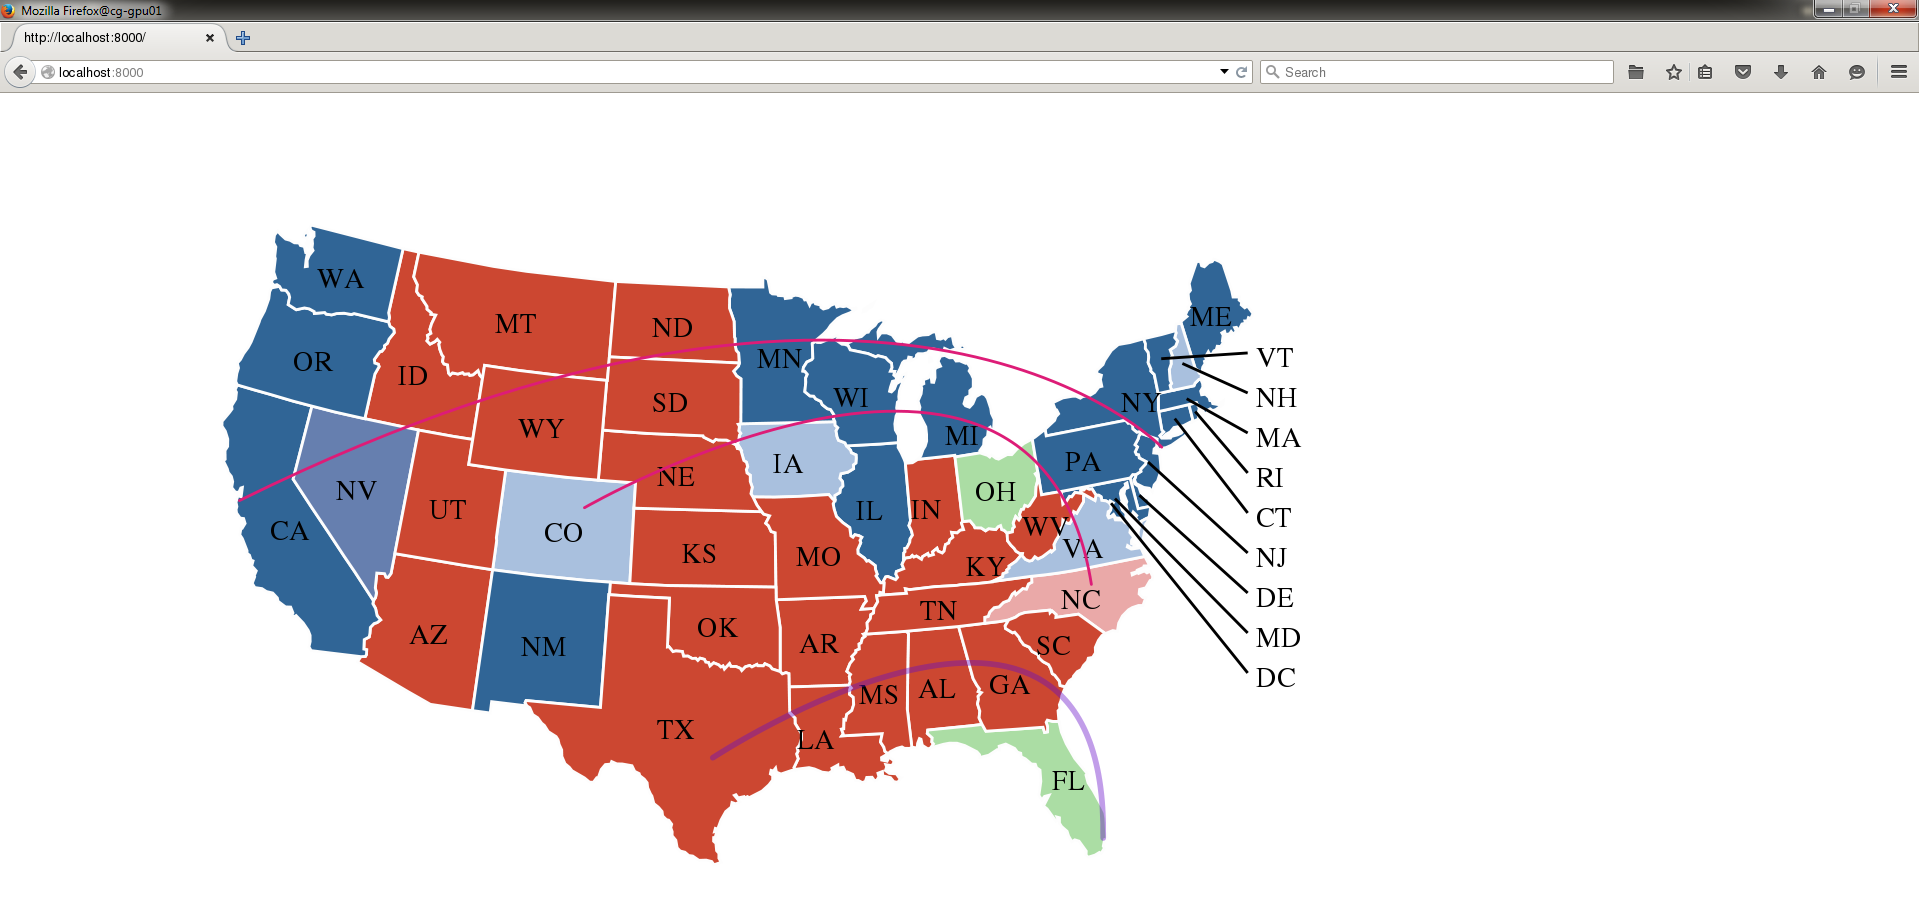 Mozilla Firefox@cg-gpu01
http://localhost:8000/
localhost:8000
Search
WA
MT
ND
ME
OR
ID
MN
VT
WI
NH
SD
WY
NY
MI
MA
IA
PA
NE
RI
NV
OH
UT
IL
IN
CT
CA
CO
WV
VA
KS
MO
KY
NJ
NC
DE
TN
OK
AZ
NM
AR
SC
MD
DC
GA
AL
MS
TX
LA
FL